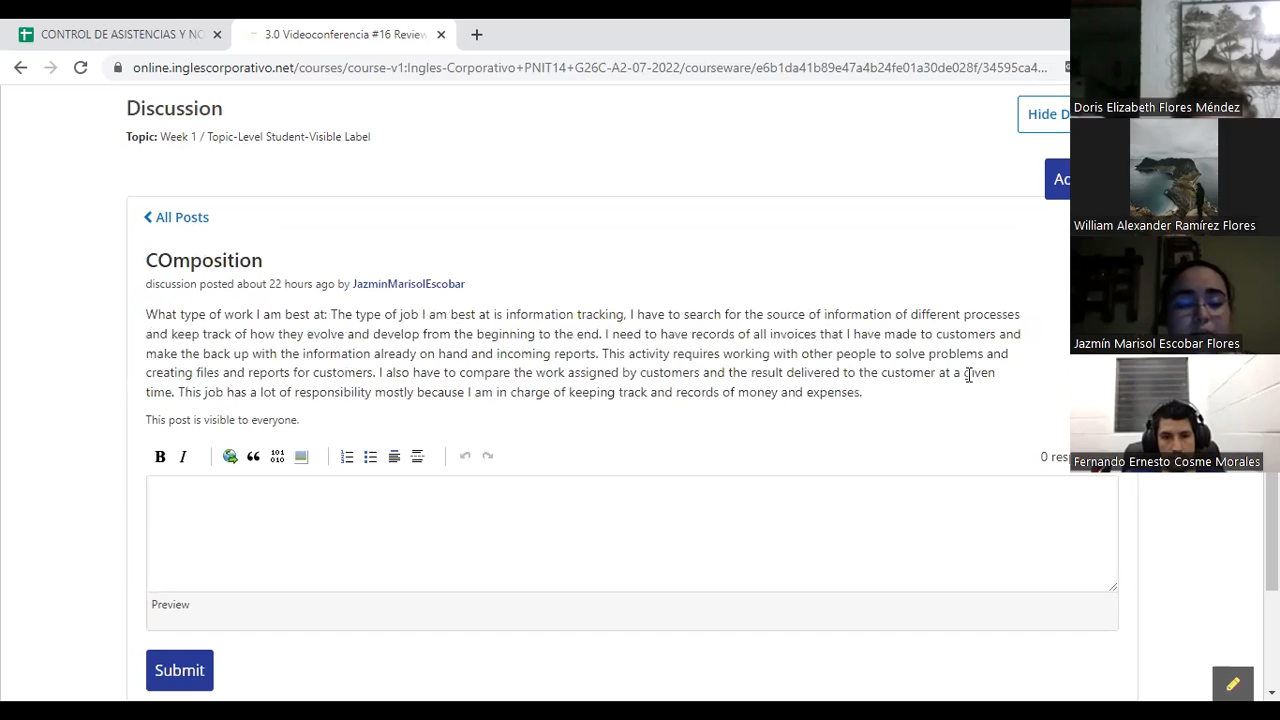 CONTROL DE ASISTENCIAS Y NO
3.0 Videoconferencia #16 Review
online.inglescorporativo.net/courses/course-v1:Ingles-Corporativo+PNIT14+G26C-A2-07-2022/courseware/e6b1da41b89e47a4b24fe01a30de028f/34595ca4...
Discussion
Hide D
Topic: Week 1 / Topic-Level Student-Visible Label
Ac
All Posts
COmposition
discussion posted about 22 hours ago by JazminMarisolEscobar
What type of work I am best at: The type of job I am best at is information tracking, I have to search for the source of information of different processes
and keep track of how they evolve and develop from the beginning to the end. I need to have records of all invoices that I have made to customers and
make the back up with the information already on hand and incoming reports. This activity requires working with other people to solve problems and
creating files and reports for customers. I also have to compare the work assigned by customers and the result delivered to the customer at a given
time. This job has a lot of responsibility mostly because I am in charge of keeping track and records of money and expenses.
This post is visible to everyone.
B I
101
010
0 res
Preview
Submit
Doris Elizabeth Flores Méndez
William Alexander Ramírez Flores
Jazmín Marisol Escobar Flores
Fernando Ernesto Cosme Morales